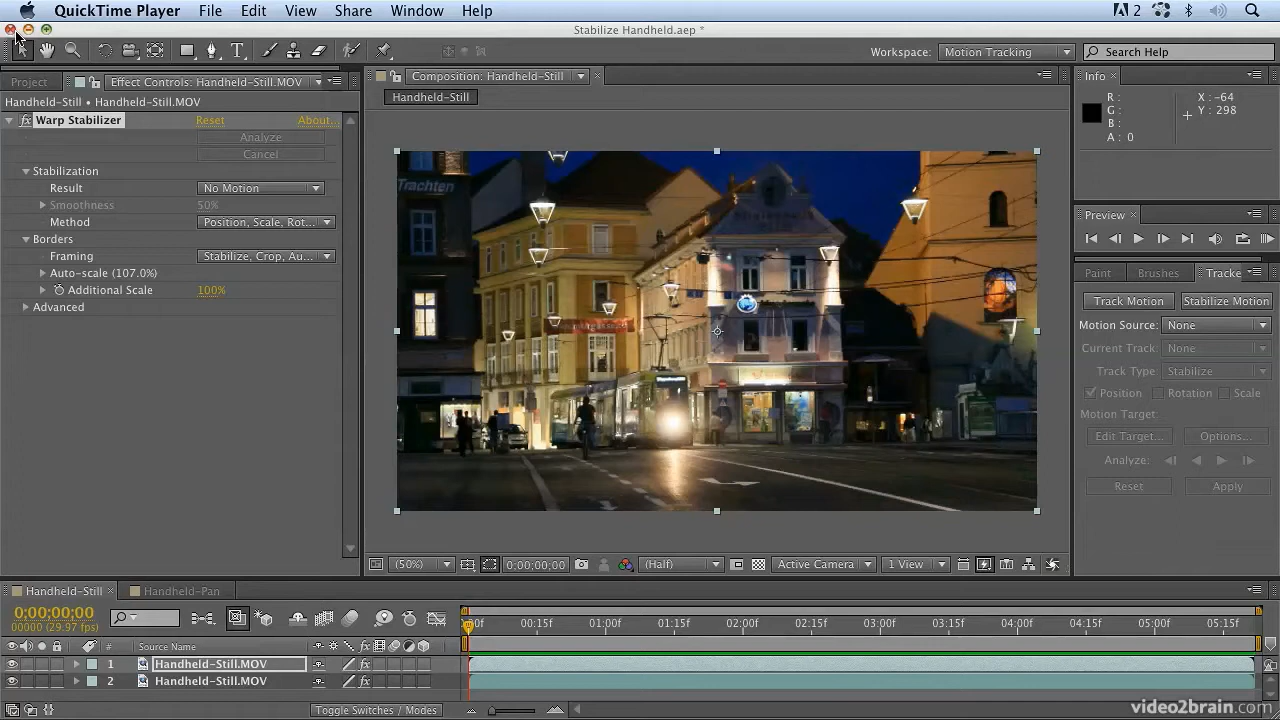 QuickTime Player File Edit View Share Window Help 2
Stabilize Handheld.aep *
Workspace: Motion Tracking Search Help
Project Effect Controls: Handheld-Still.MOV
Handheld-Still • Handheld-Still.MOV
fx Warp Stabilizer Reset About...
Analyze
Cancel
Stabilization
Result No Motion
Smoothness 50%
Method Position, Scale, Rot...
Borders
Framing Stabilize, Crop, Au...
Auto-scale (107.0%)
Additional Scale 100%
Advanced
Composition: Handheld-Still
Handheld-Still
Trachten
(50%) 0;00;00;00 (Half) Active Camera 1 View
Info
R : X : -64
G : Y : 298
B :
A : 0
Preview
Paint Brushes Tracke
Track Motion Stabilize Motion
Motion Source: None
Current Track: None
Track Type: Stabilize
Position Rotation Scale
Motion Target:
Edit Target... Options...
Analyze:
Reset Apply
Handheld-Still Handheld-Pan
0;00;00;00
00000 (29.97 fps)
:00f 00:15f 01:00f 01:15f 02:00f 02:15f 03:00f 03:15f 04:00f 04:15f 05:00f 05:15f
# Source Name fx
1 Handheld-Still.MOV fx
2 Handheld-Still.MOV fx
Toggle Switches / Modes
video2brain.com